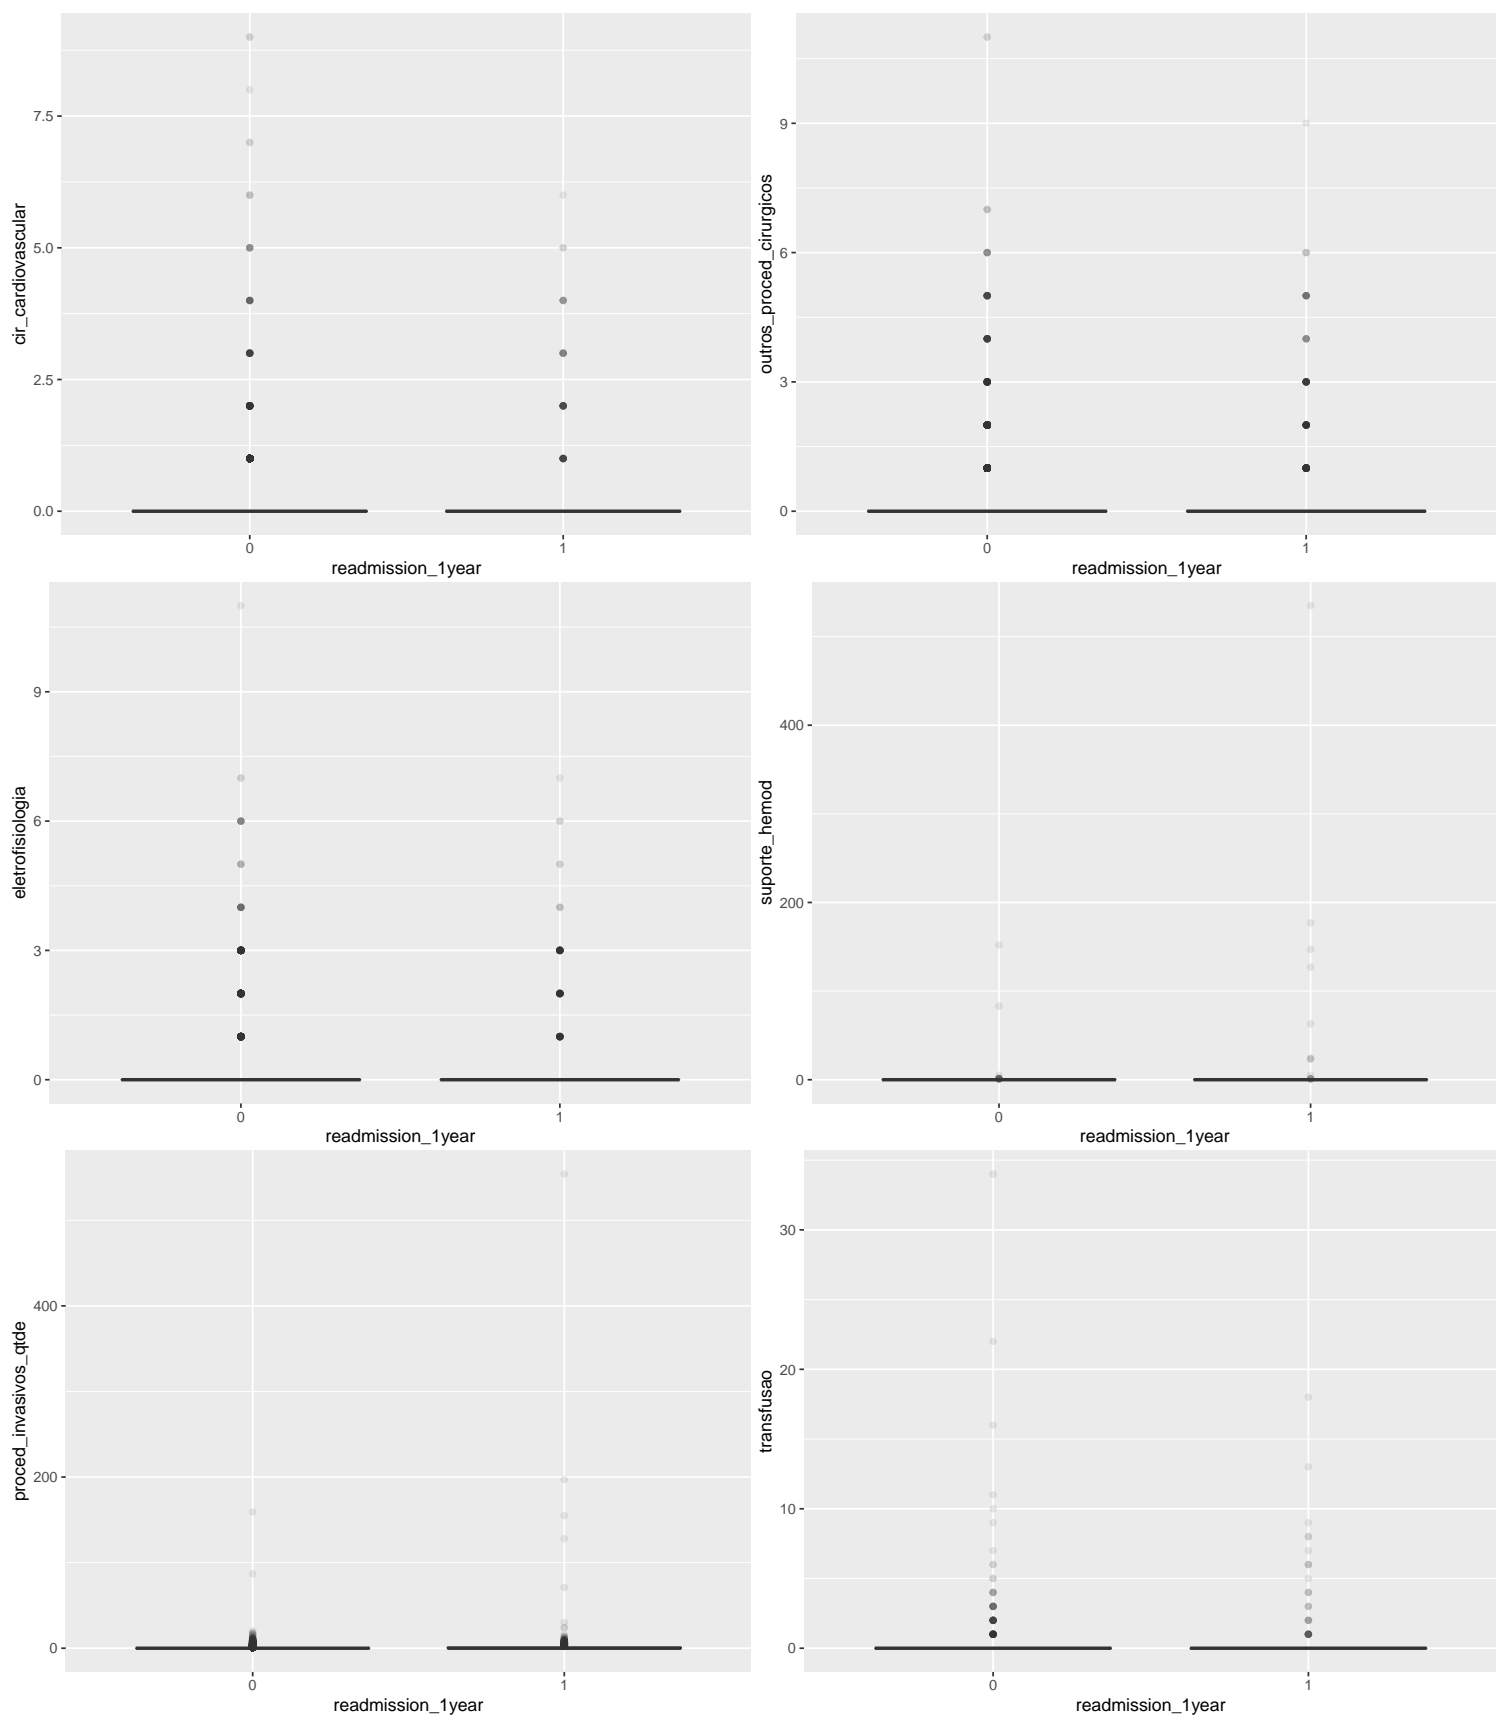 cir_cardiovascular
7.5
5.0
2.5
0.0
0 1
readmission_1year
outros_proced_cirurgicos
9
6
3
0
0 1
readmission_1year
eletrofisiologia
9
6
3
0
0 1
readmission_1year
suporte_hemod
400
200
0
0 1
readmission_1year
proced_invasivos_qtde
400
200
0
0 1
readmission_1year
transfusao
30
20
10
0
0 1
readmission_1year